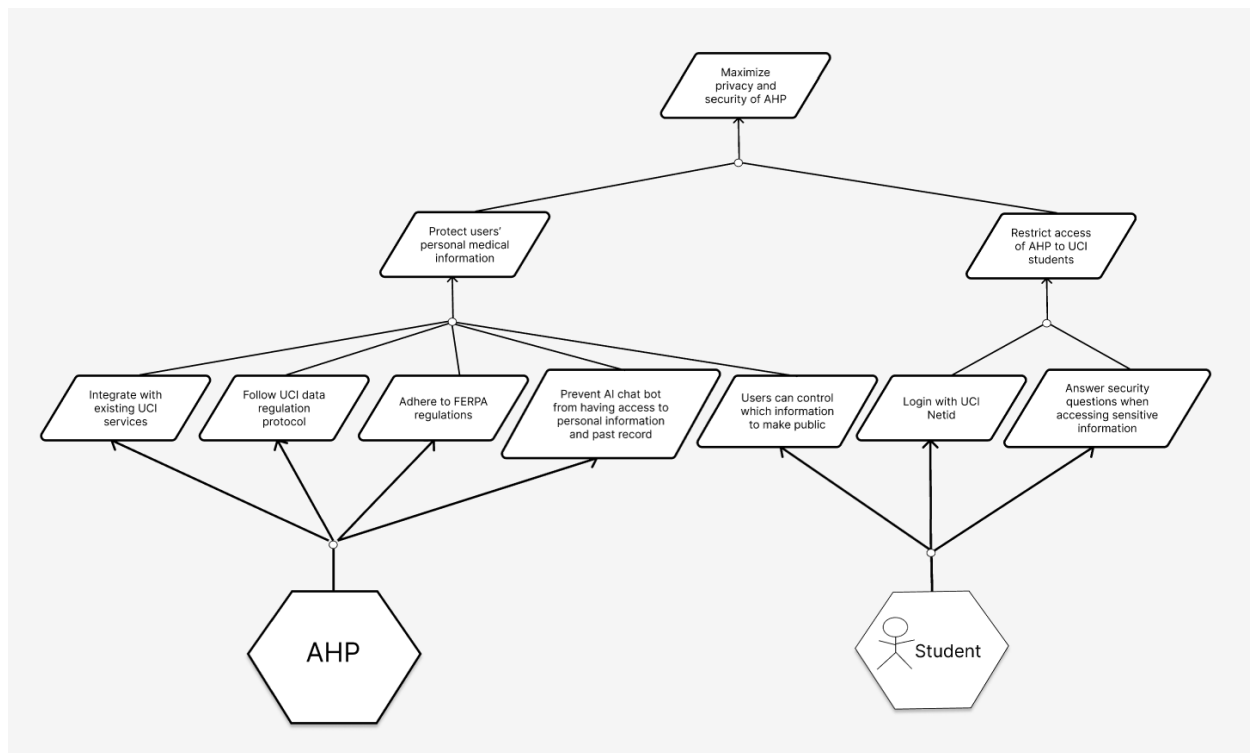 Maximize
privacy and
security of AHP
Protect users'
personal medical
information
Restrict access
of AHP to UCI
students
Integrate with
existing UCI
services
Follow UCI data
regulation
protocol
Adhere to FERPA
regulations
Prevent AI chat bot
from having access to
personal information
and past record
Users can control
which information
to make public
Login with UCI
Netid
Answer security
questions when
accessing sensitive
information
AHP
Student